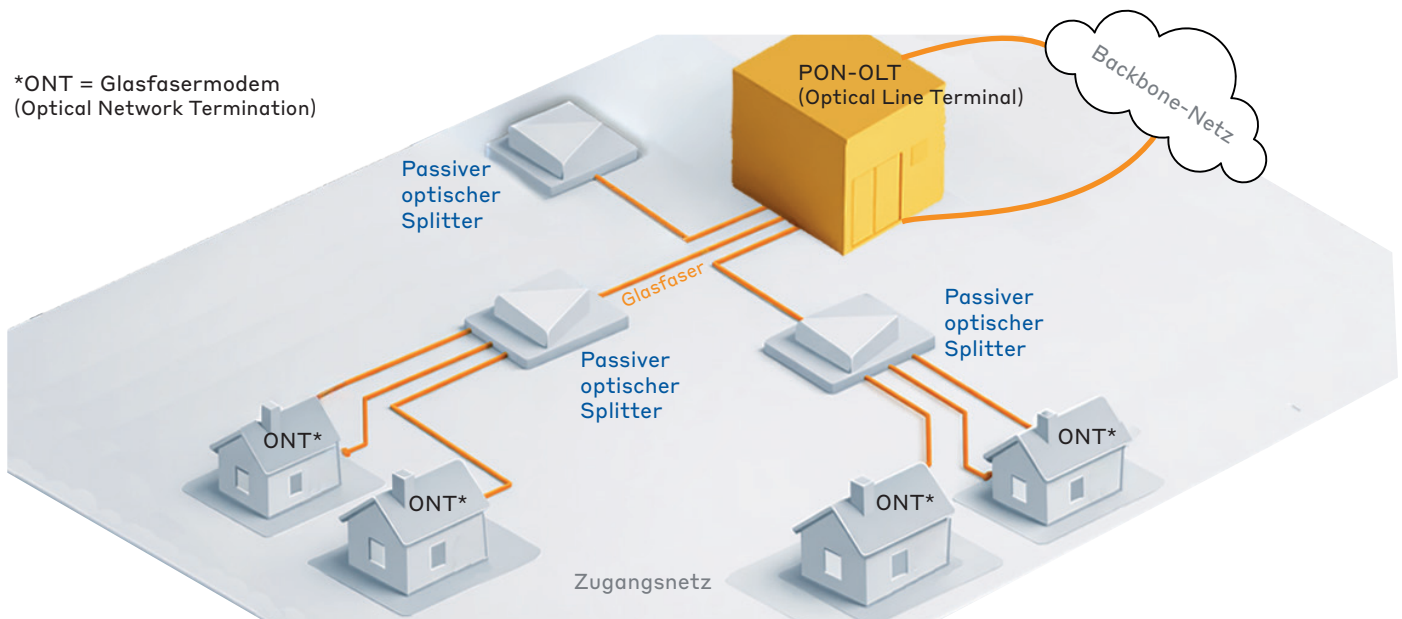 *ONT = Glasfasermodem
(Optical Network Termination)
PON-OLT
(Optical Line Terminal)
Backbone-Netz
Passiver
optischer
Splitter
Glasfaser
Passiver
optischer
Splitter
Passiver
optischer
Splitter
ONT*
ONT*
ONT*
ONT*
Zugangsnetz